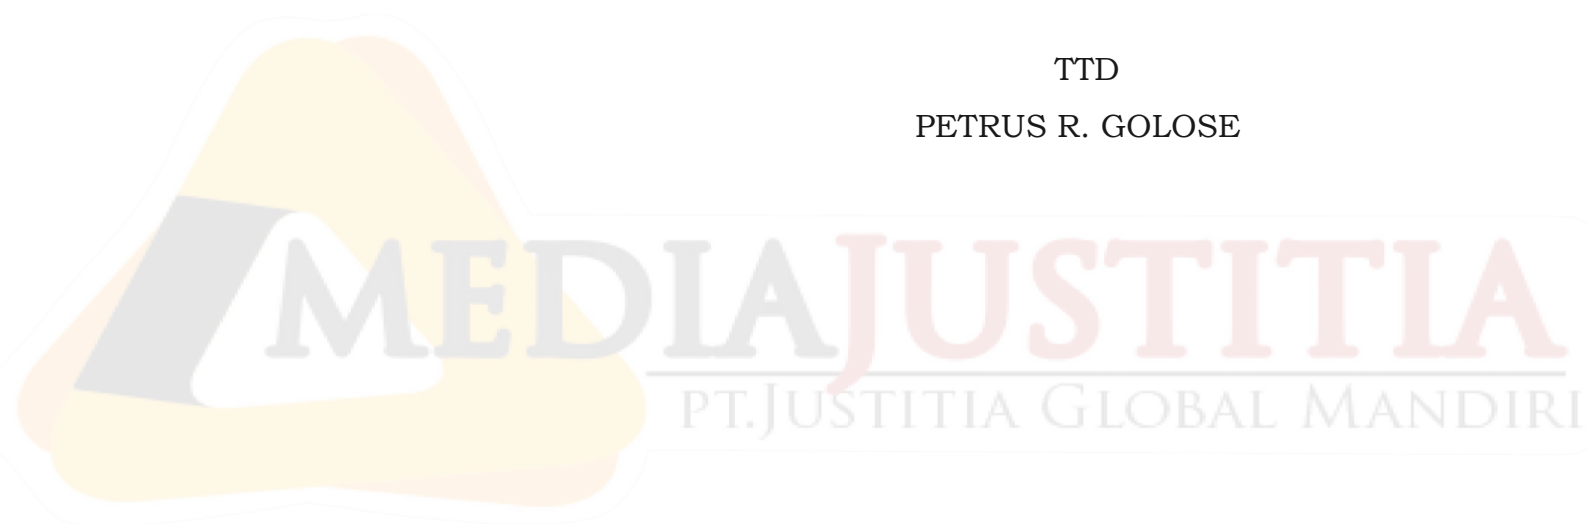 TTD
PETRUS R. GOLOSE
MEDIAJUSTITIA
PT.JUSTITIA GLOBAL MANDIRI